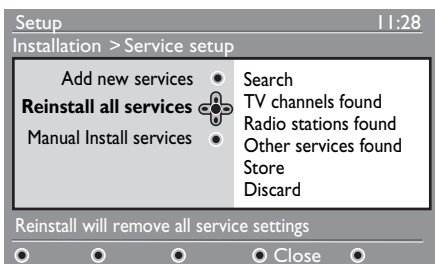 Setup 11:28
Installation > Service setup
Add new services
Reinstall all services
Manual Install services
Search
TV channels found
Radio stations found
Other services found
Store
Discard
Reinstall will remove all service settings
Close